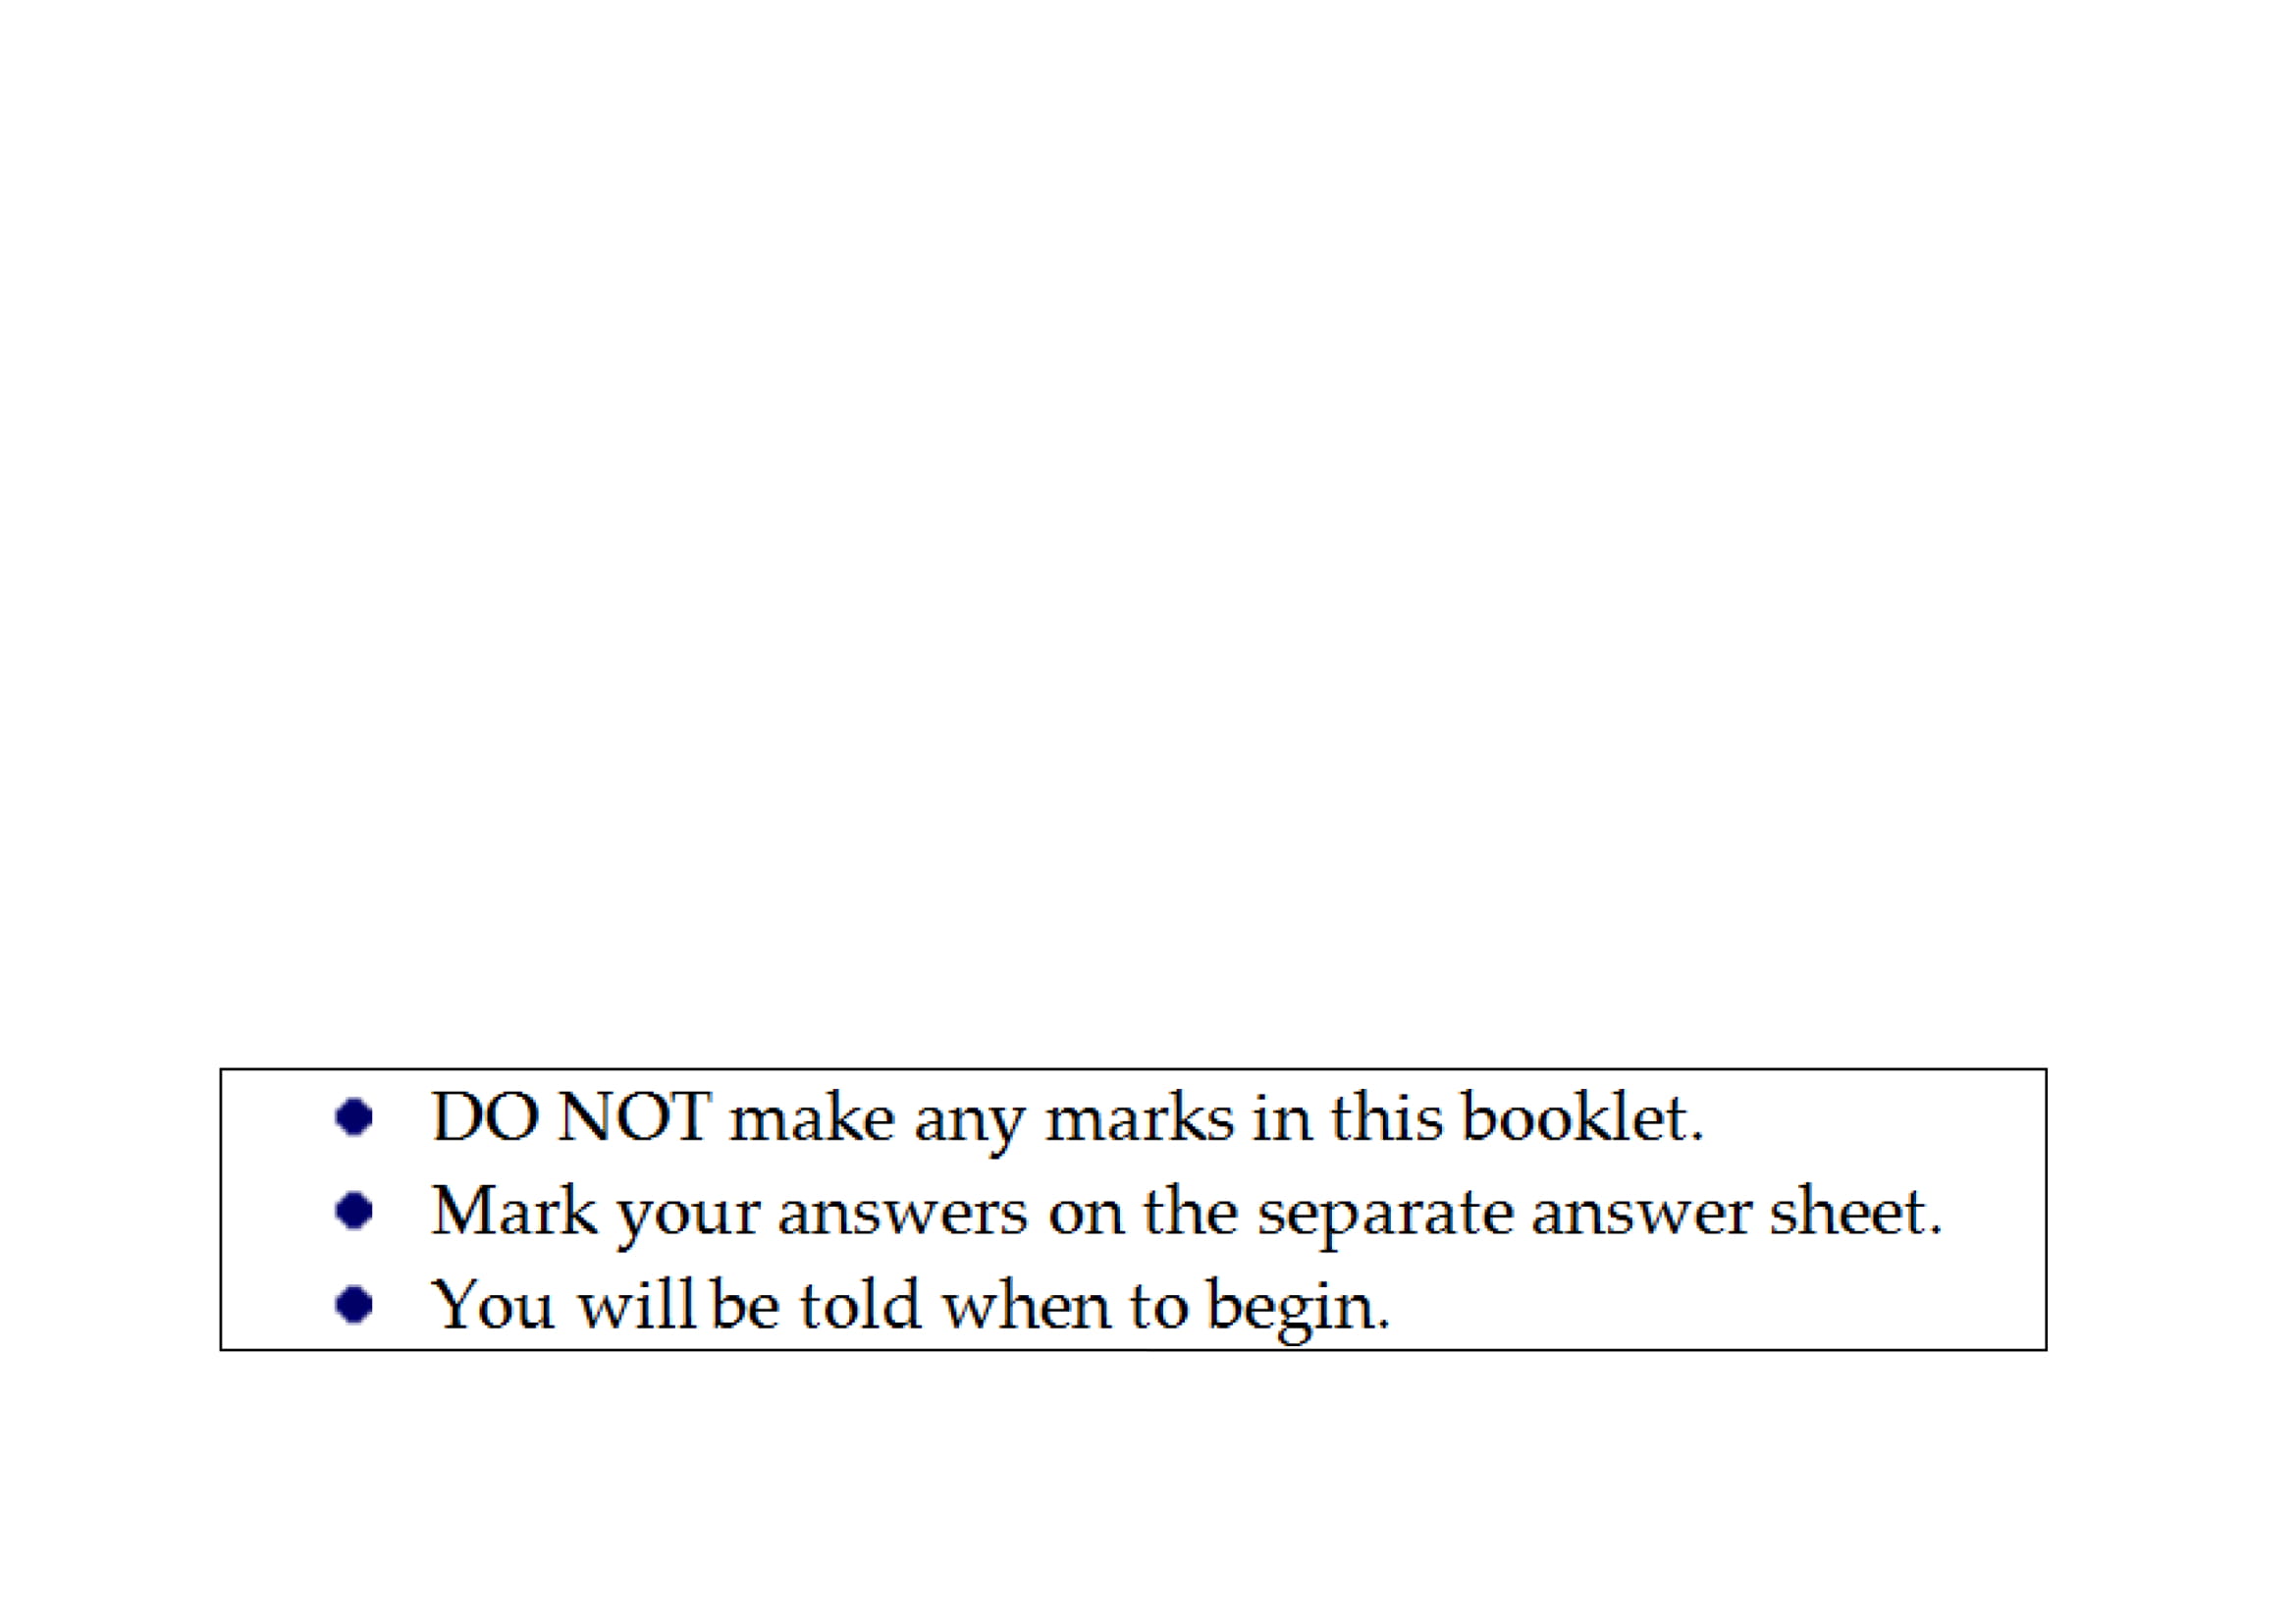 DO NOT make any marks in this booklet.
Mark your answers on the separate answer sheet.
You will be told when to begin.